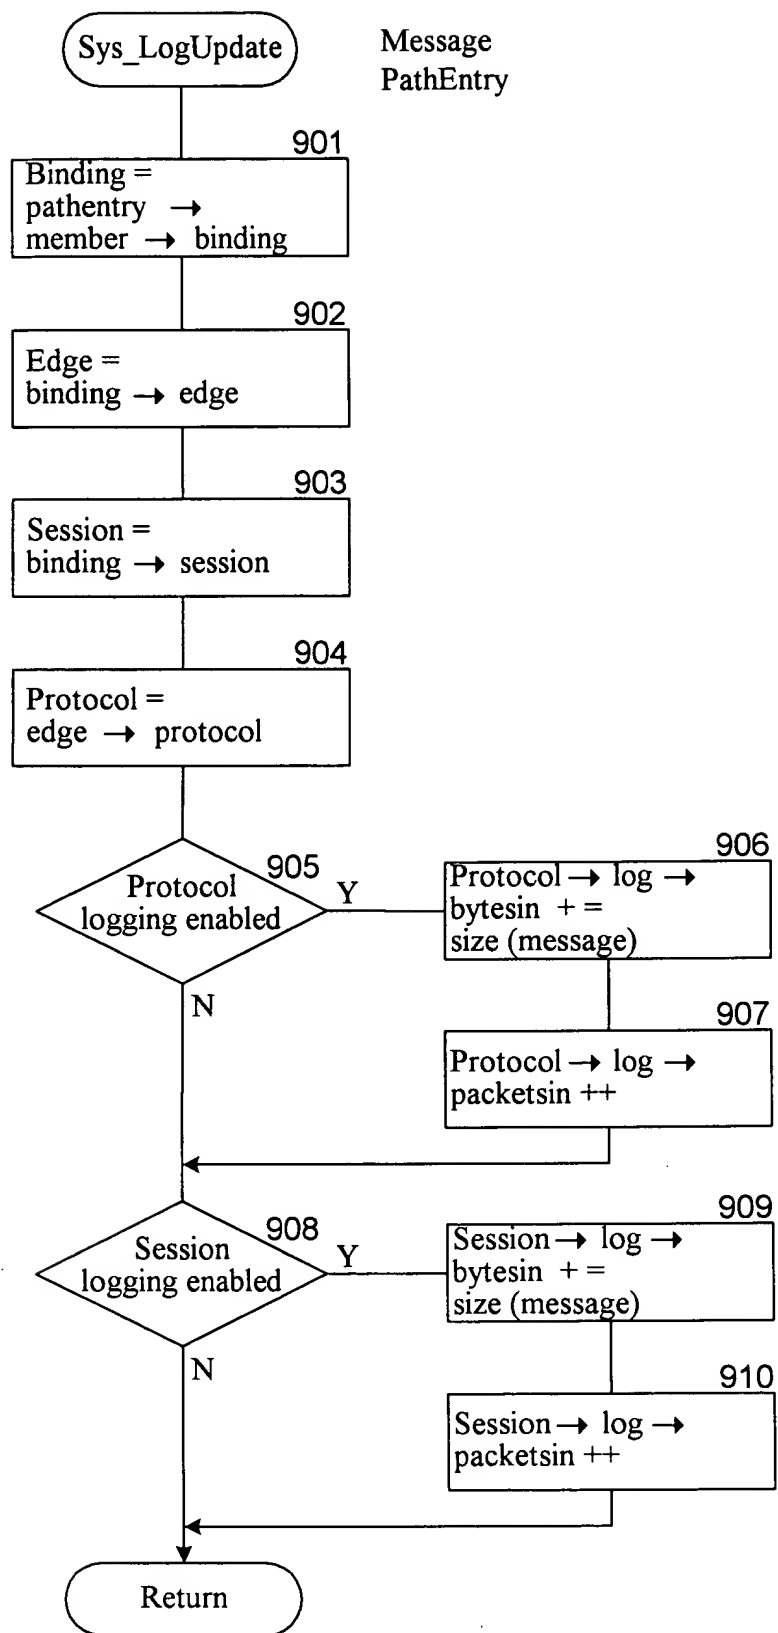 Sys_LogUpdate
Message
PathEntry
901
Binding =
pathentry →
member → binding
902
Edge =
binding → edge
903
Session =
binding → session
904
Protocol =
edge → protocol
905
Protocol
logging enabled
Y
N
906
Protocol → log →
bytesin + =
size (message)
907
Protocol → log →
packetsin ++
908
Session
logging enabled
Y
N
909
Session → log →
bytesin + =
size (message)
910
Session → log →
packetsin ++
Return